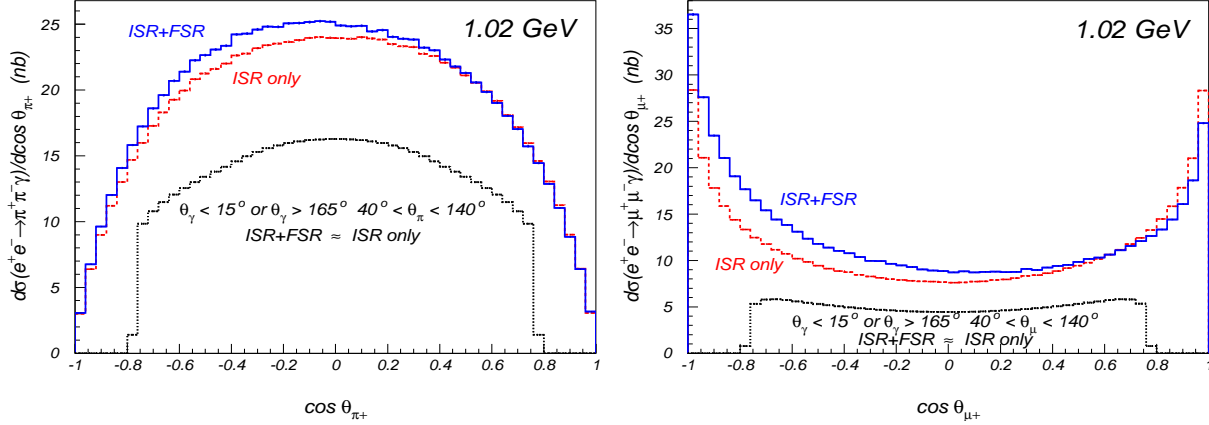 dσ(e⁺e⁻→π⁺π⁻γ)/dcos θπ+ (nb)
25
20
15
10
5
0
ISR+FSR
1.02 GeV
ISR only
θγ < 15° or θγ > 165° 40° < θπ < 140°
ISR+FSR ≈ ISR only
-1 -0.8 -0.6 -0.4 -0.2 0 0.2 0.4 0.6 0.8 1
cos θπ+
dσ(e⁺e⁻→μ⁺μ⁻γ)/dcos θμ+ (nb)
35
30
25
20
15
10
5
0
1.02 GeV
ISR+FSR
ISR only
θγ < 15° or θγ > 165° 40° < θμ < 140°
ISR+FSR ≈ ISR only
-1 -0.8 -0.6 -0.4 -0.2 0 0.2 0.4 0.6 0.8 1
cos θμ+